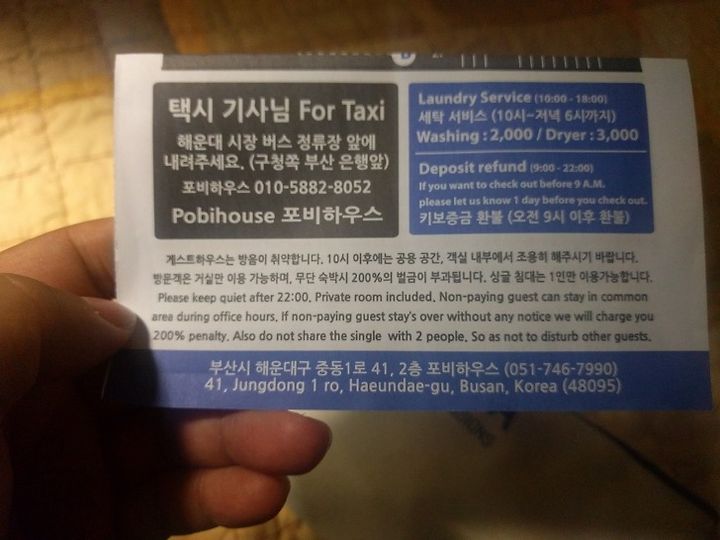 택시 기사님 For Taxi
해운대 시장 버스 정류장 앞에
내려주세요. (구청쪽 부산 은행앞)
포비하우스 010-5882-8052
Pobihouse 포비하우스
Laundry Service (10:00 - 18:00)
세탁 서비스 (10시~저녁 6시까지)
Washing : 2,000 / Dryer : 3,000
Deposit refund (9:00 - 22:00)
If you want to check out before 9 A.M.
please let us know 1 day before you check out.
키보증금 환불 (오전 9시 이후 환불)
게스트하우스는 방음이 취약합니다. 10시 이후에는 공용 공간, 객실 내부에서 조용히 해주시기 바랍니다.
방문객은 거실만 이용 가능하며, 무단 숙박시 200%의 벌금이 부과됩니다. 싱글 침대는 1인만 이용가능합니다.
Please keep quiet after 22:00. Private room included. Non-paying guest can stay in common
area during office hours. If non-paying guest stay's over without any notice we will charge you
200% penalty. Also do not share the single with 2 people. So as not to disturb other guests.
부산시 해운대구 중동1로 41, 2층 포비하우스 (051-746-7990)
41, Jungdong 1 ro, Haeundae-gu, Busan, Korea (48095)